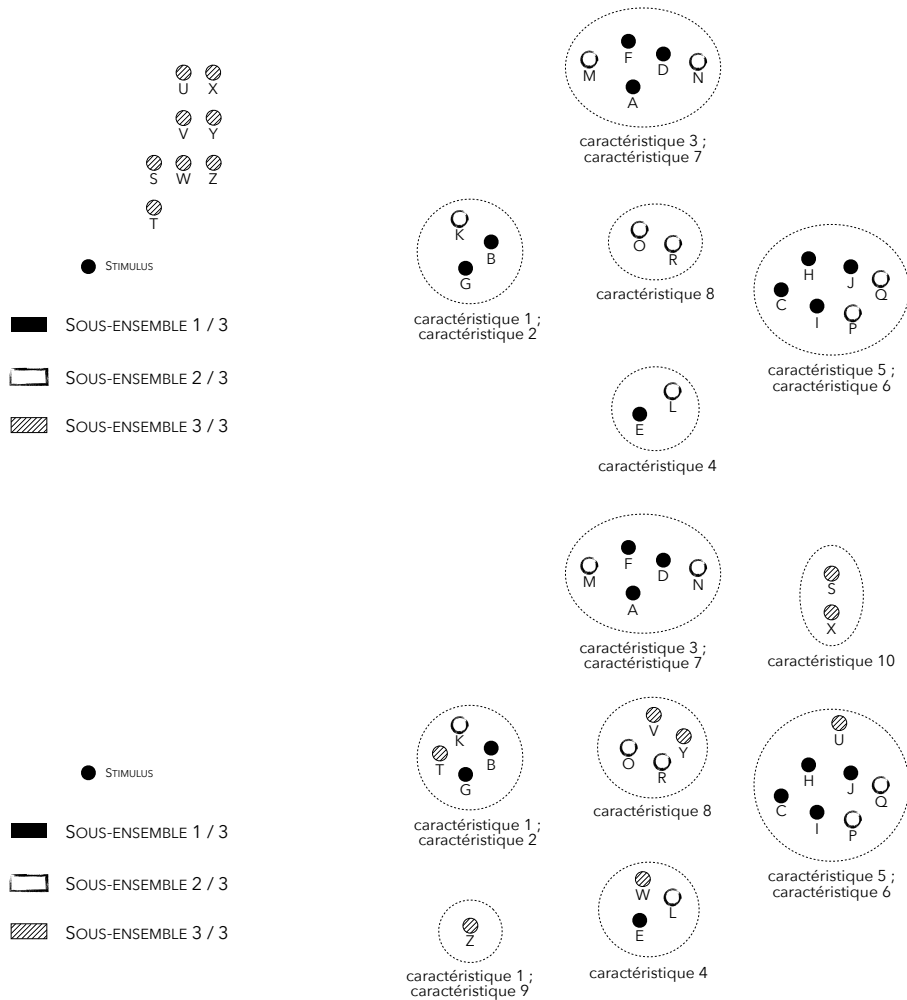 F
D
M
N
A
caractéristique 3 ;
caractéristique 7
U X
V Y
S W Z
T
K
B
G
caractéristique 1 ;
caractéristique 2
O
R
caractéristique 8
H
J
Q
C
I
P
caractéristique 5 ;
caractéristique 6
STIMULUS
SOUS-ENSEMBLE 1 / 3
SOUS-ENSEMBLE 2 / 3
SOUS-ENSEMBLE 3 / 3
L
E
caractéristique 4
F
D
M
N
A
caractéristique 3 ;
caractéristique 7
S
X
caractéristique 10
K
T
B
G
caractéristique 1 ;
caractéristique 2
V
Y
O
R
caractéristique 8
U
H
J
Q
C
I
P
caractéristique 5 ;
caractéristique 6
STIMULUS
SOUS-ENSEMBLE 1 / 3
SOUS-ENSEMBLE 2 / 3
SOUS-ENSEMBLE 3 / 3
W
L
E
caractéristique 4
Z
caractéristique 1 ;
caractéristique 9